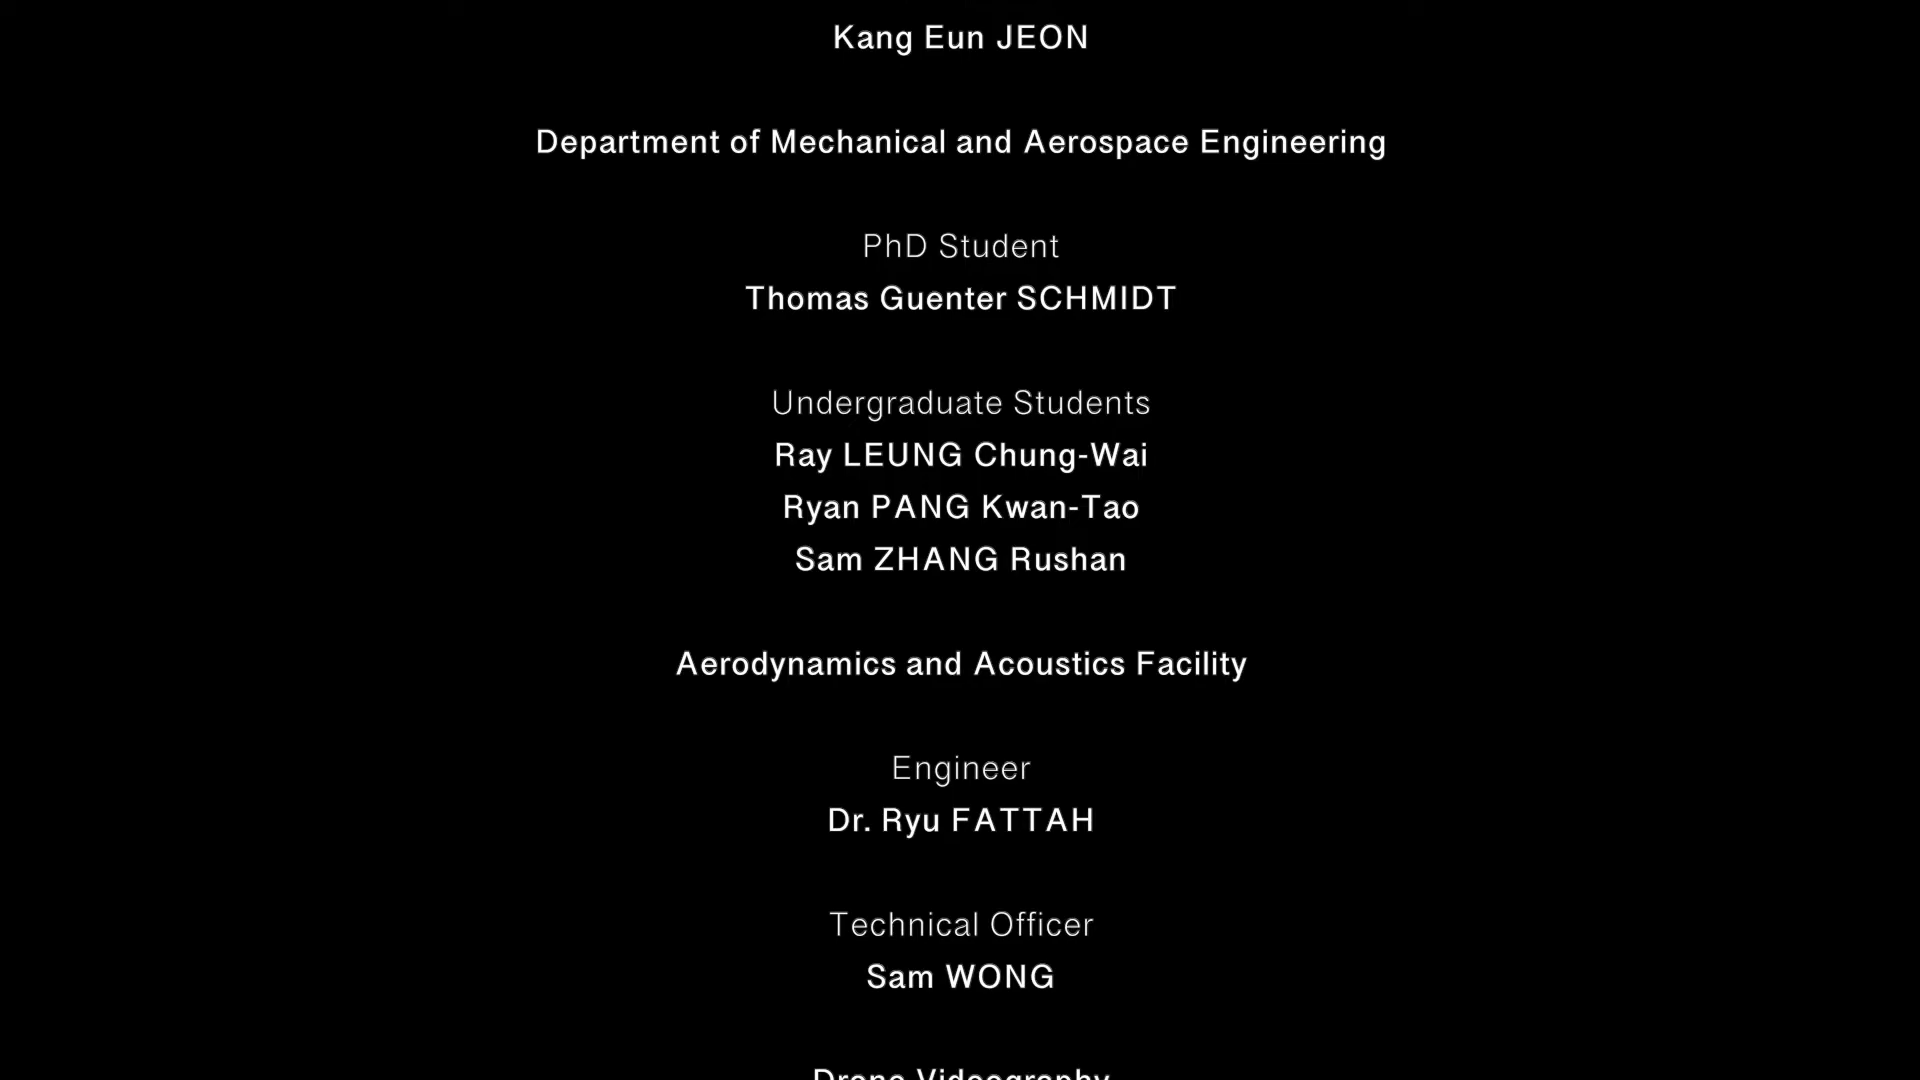 Kang Eun JEON
Department of Mechanical and Aerospace Engineering
PhD Student
Thomas Guenter SCHMIDT
Undergraduate Students
Ray LEUNG Chung-Wai
Ryan PANG Kwan-Tao
Sam ZHANG Rushan
Aerodynamics and Acoustics Facility
Engineer
Dr. Ryu FATTAH
Technical Officer
Sam WONG
Drone Videography